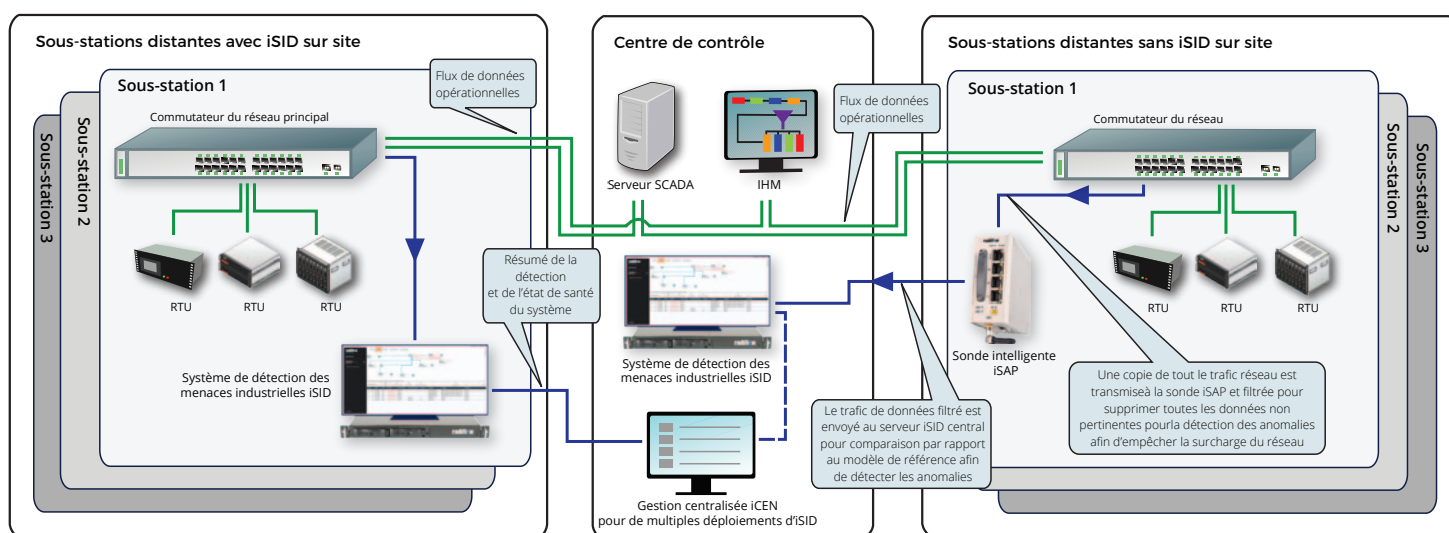 Sous-stations distantes avec iSID sur site
Sous-station 1
Commutateur du réseau principal
RTU
RTU
RTU
Système de détection des
menaces industrielles iSID
Sous-station 2
Sous-station 3
Flux de données
opérationnelles
Résumé de la
détection
et de l'état de santé
du système
Centre de contrôle
Serveur SCADA
IHM
Flux de données
opérationnelles
Système de détection des
menaces industrielles iSID
Le trafic de données filtré est
envoyé au serveur iSID central
pour comparaison par rapport
au modèle de référence afin
de détecter les anomalies
Gestion centralisée iCEN
pour de multiples déploiements d'iSID
Sous-stations distantes sans iSID sur site
Sous-station 1
Commutateur du réseau
RTU
RTU
RTU
Sonde intelligente
iSAP
Une copie de tout le trafic réseau est
transmiseà la sonde iSAP et filtrée pour
supprimer toutes les données non
pertinentes pourla détection des anomalies
afin d'empêcher la surcharge du réseau
Sous-station 2
Sous-station 3